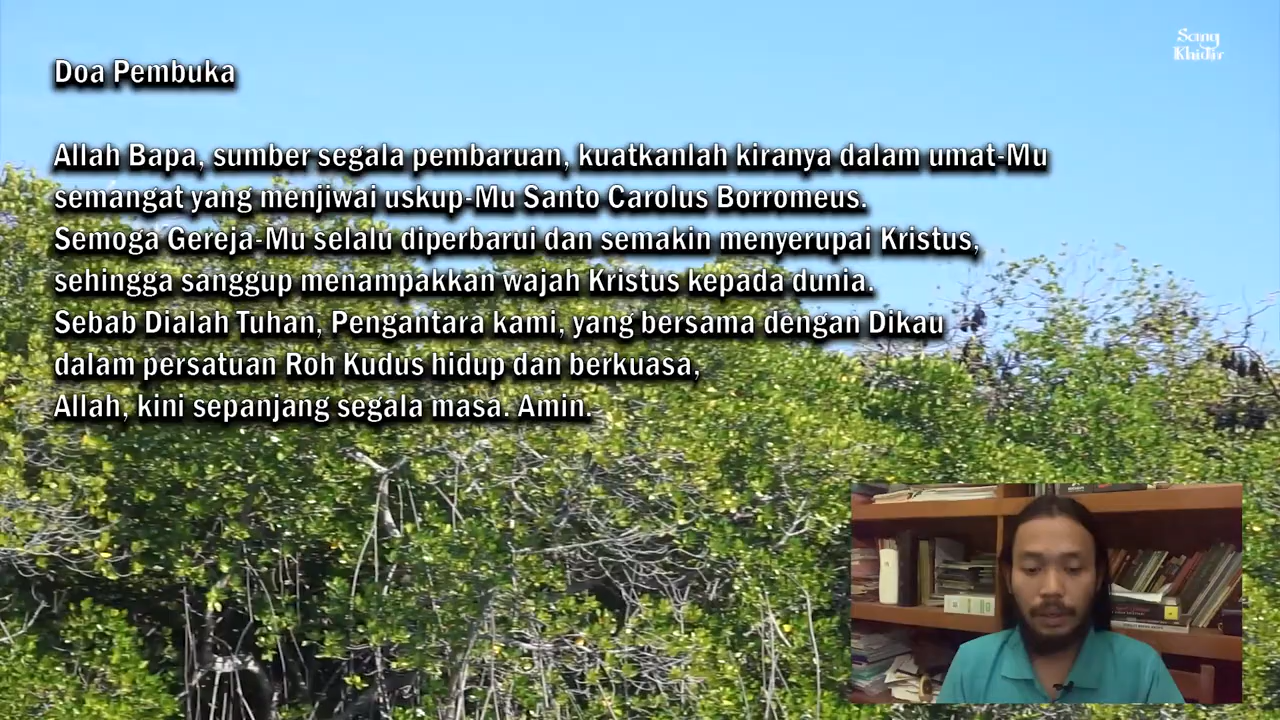 Sang
Khidir
Doa Pembuka
Allah Bapa, sumber segala pembaruan, kuatkanlah kiranya dalam umat-Mu
semangat yang menjiwai uskup-Mu Santo Carolus Borromeus.
Semoga Gereja-Mu selalu diperbarui dan semakin menyerupai Kristus,
sehingga sanggup menampakkan wajah Kristus kepada dunia.
Sebab Dialah Tuhan, Pengantara kami, yang bersama dengan Dikau
dalam persatuan Roh Kudus hidup dan berkuasa,
Allah, kini sepanjang segala masa. Amin.